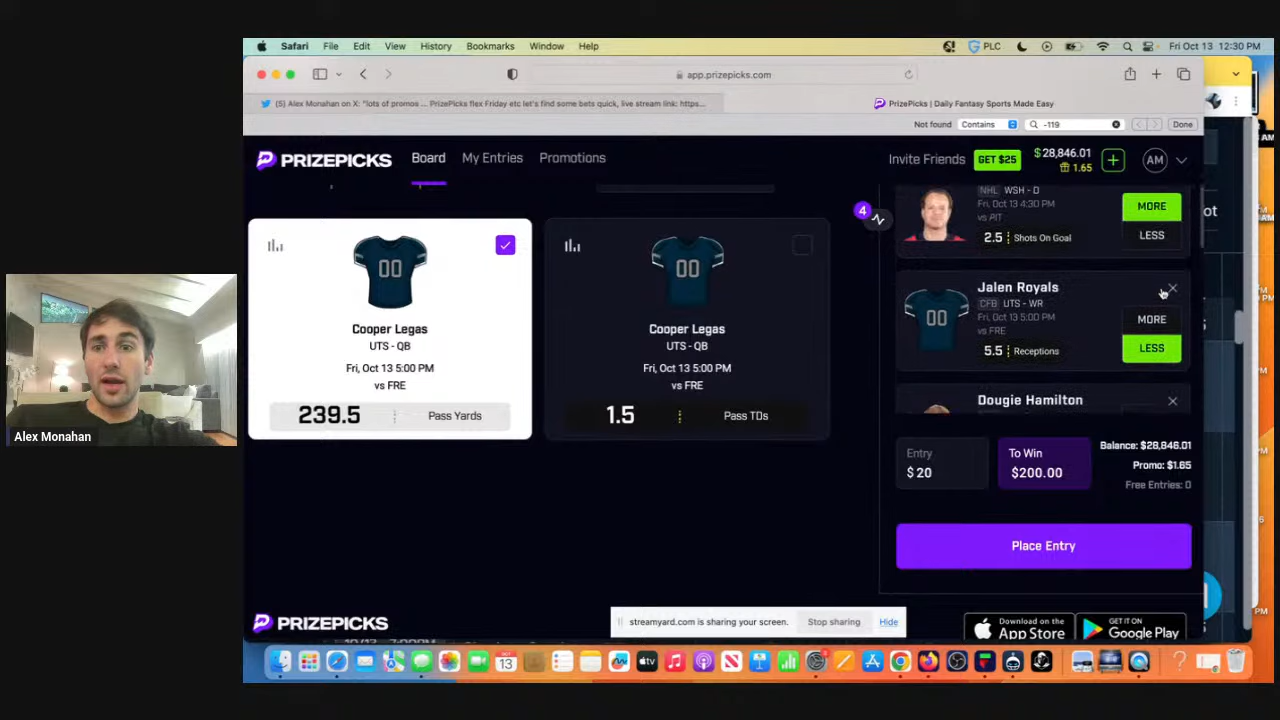 Safari File Edit View History Bookmarks Window Help
PLC
Fri Oct 13 12:30 PM
app.prizepicks.com
(5) Alex Monahan on X: "lots of promos ... PrizePicks flex Friday etc let's find some bets quick, live stream link: https...
PrizePicks | Daily Fantasy Sports Made Easy
Not found Contains -119 Done
PRIZEPICKS Board My Entries Promotions
Invite Friends GET $25 $28,846.01
1.65
AM
4
NHL WSH - D
Fri, Oct 13 4:30 PM
vs PIT
2.5 Shots On Goal
MORE
LESS
00
Cooper Legas
UTS - QB
Fri, Oct 13 5:00 PM
vs FRE
239.5 Pass Yards
00
Cooper Legas
UTS - QB
Fri, Oct 13 5:00 PM
vs FRE
1.5 Pass TDs
00
Jalen Royals
CFB UTS - WR
Fri, Oct 13 5:00 PM
vs FRE
5.5 Receptions
MORE
LESS
Dougie Hamilton
Entry
$ 20
To Win
$200.00
Balance: $28,846.01
Promo: $1.65
Free Entries: 0
Place Entry
Alex Monahan
PRIZEPICKS
streamyard.com is sharing your screen. Stop sharing Hide
Download on the
App Store
GET IT ON
Google Play
OCT
13
tv